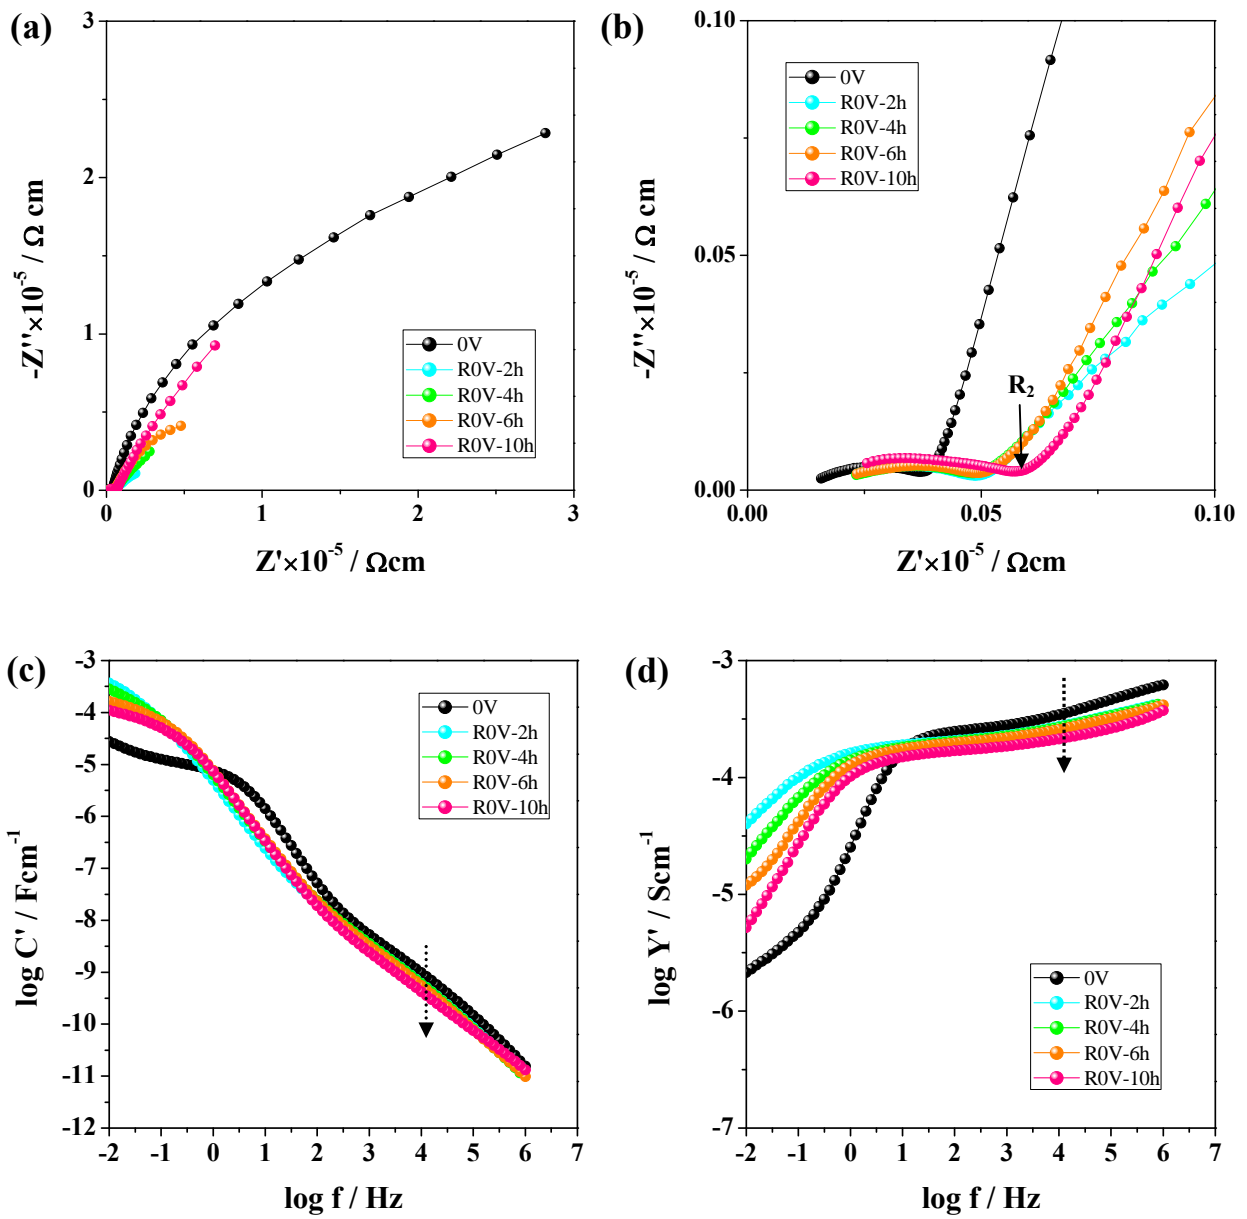 (a)
3
2
1
0
0
1
2
3
-Z''×10⁻⁵ / Ω cm
Z'×10⁻⁵ / Ωcm
0V
R0V-2h
R0V-4h
R0V-6h
R0V-10h
(b)
0.10
0.05
0.00
0.00
0.05
0.10
-Z''×10⁻⁵ / Ω cm
Z'×10⁻⁵ / Ωcm
0V
R0V-2h
R0V-4h
R0V-6h
R0V-10h
R₂
(c)
-3
-4
-5
-6
-7
-8
-9
-10
-11
-12
-2
-1
0
1
2
3
4
5
6
7
log C' / Fcm⁻¹
log f / Hz
0V
R0V-2h
R0V-4h
R0V-6h
R0V-10h
(d)
-3
-4
-5
-6
-7
-2
-1
0
1
2
3
4
5
6
7
log Y' / Scm⁻¹
log f / Hz
0V
R0V-2h
R0V-4h
R0V-6h
R0V-10h